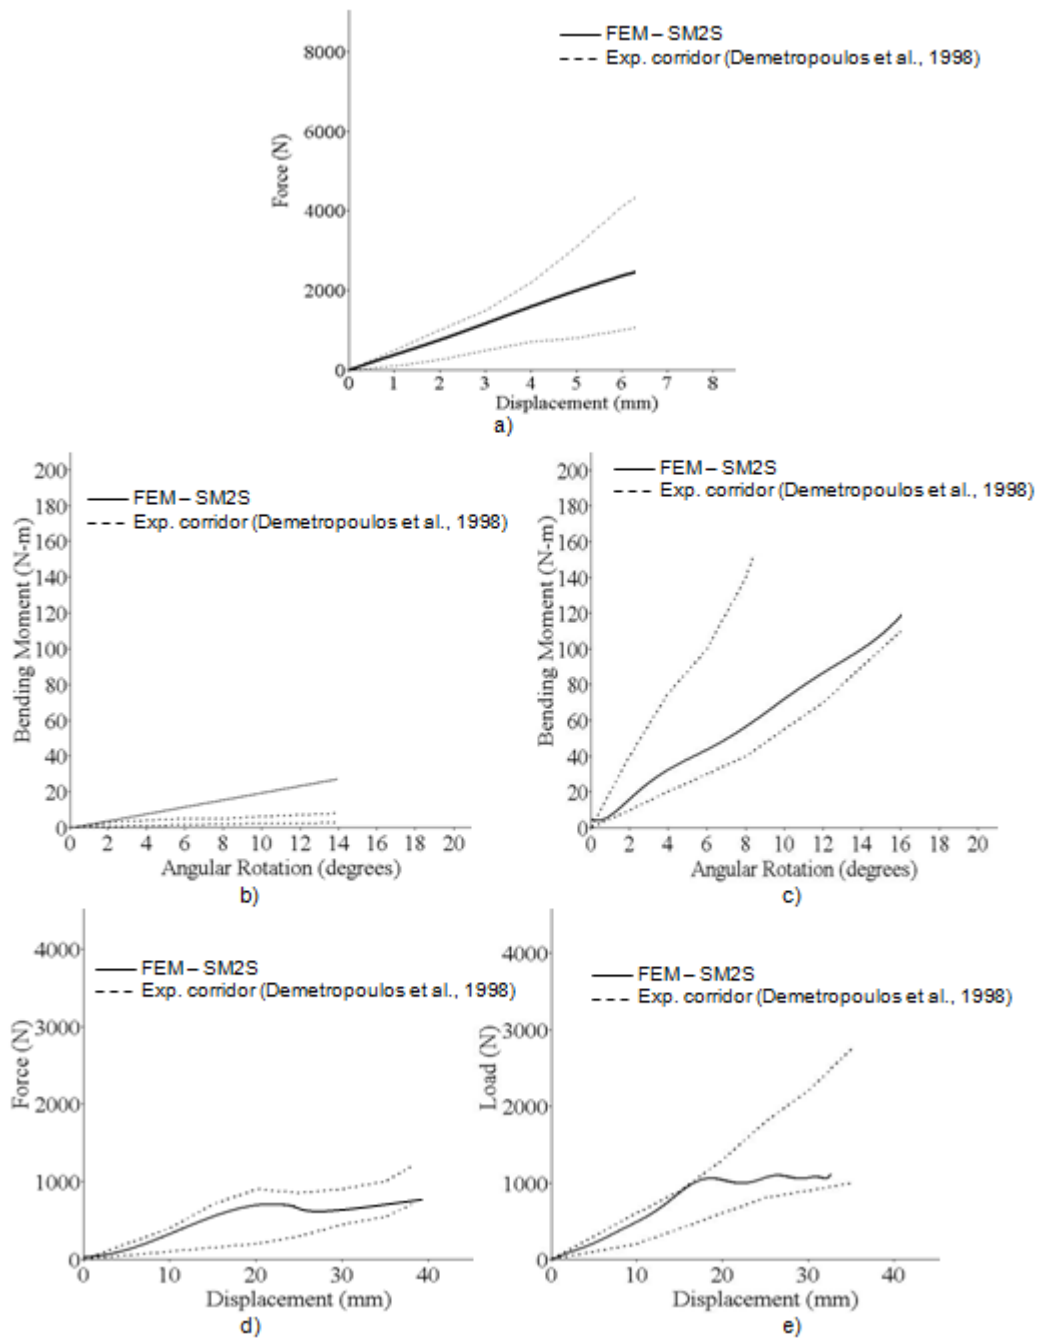 FEM – SM2S
Exp. corridor (Demetropoulos et al., 1998)
8000
6000
4000
2000
0
Force (N)
0 1 2 3 4 5 6 7 8
Displacement (mm)
a)
FEM – SM2S
Exp. corridor (Demetropoulos et al., 1998)
200
180
160
140
120
100
80
60
40
20
0
Bending Moment (N-m)
0 2 4 6 8 10 12 14 16 18 20
Angular Rotation (degrees)
b)
FEM – SM2S
Exp. corridor (Demetropoulos et al., 1998)
200
180
160
140
120
100
80
60
40
20
0
Bending Moment (N-m)
0 2 4 6 8 10 12 14 16 18 20
Angular Rotation (degrees)
c)
FEM – SM2S
Exp. corridor (Demetropoulos et al., 1998)
4000
3000
2000
1000
0
Force (N)
0 10 20 30 40
Displacement (mm)
d)
FEM – SM2S
Exp. corridor (Demetropoulos et al., 1998)
4000
3000
2000
1000
0
Load (N)
0 10 20 30 40
Displacement (mm)
e)